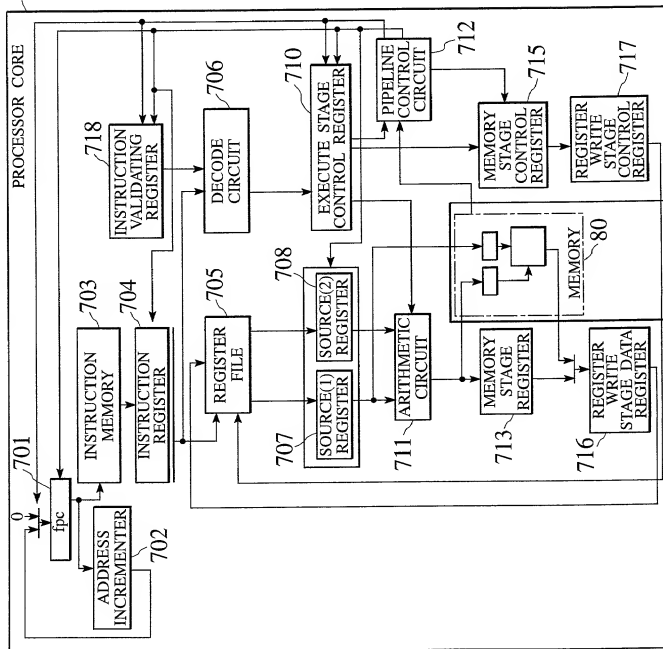 PROCESSOR CORE
0
701
fpc
ADDRESS
INCREMENTER
702
703
INSTRUCTION
MEMORY
704
INSTRUCTION
REGISTER
718
INSTRUCTION
VALIDATING
REGISTER
706
DECODE
CIRCUIT
705
REGISTER
FILE
707
SOURCE(1)
REGISTER
708
SOURCE(2)
REGISTER
710
EXECUTE STAGE
CONTROL REGISTER
711
ARITHMETIC
CIRCUIT
712
PIPELINE
CONTROL
CIRCUIT
713
MEMORY
STAGE
REGISTER
MEMORY
80
715
MEMORY
STAGE
CONTROL
REGISTER
716
REGISTER
WRITE
STAGE DATA
REGISTER
717
REGISTER
WRITE
STAGE
CONTROL
REGISTER